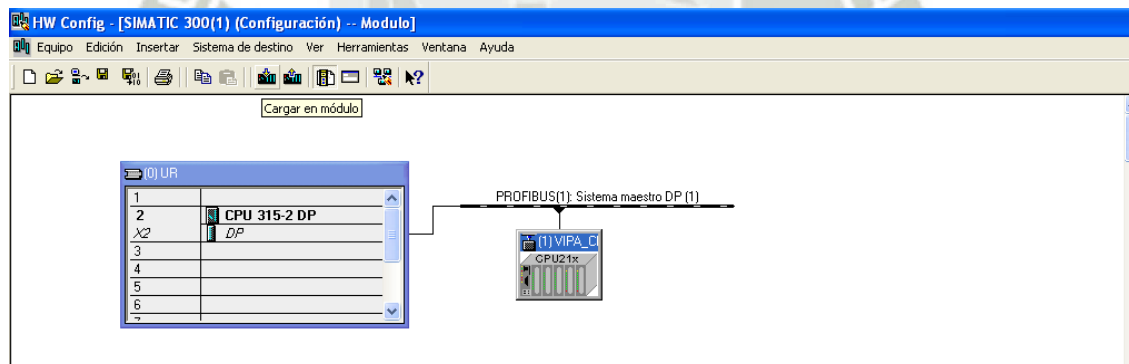 HW Config - [SIMATIC 300(1) (Configuración) -- Modulo]
Equipo Edición Insertar Sistema de destino Ver Herramientas Ventana Ayuda
Cargar en módulo
(0) UR
1
2 CPU 315-2 DP
X2 DP
3
4
5
6
PROFIBUS(1): Sistema maestro DP (1)
(1) VIPA_C
CPU21x